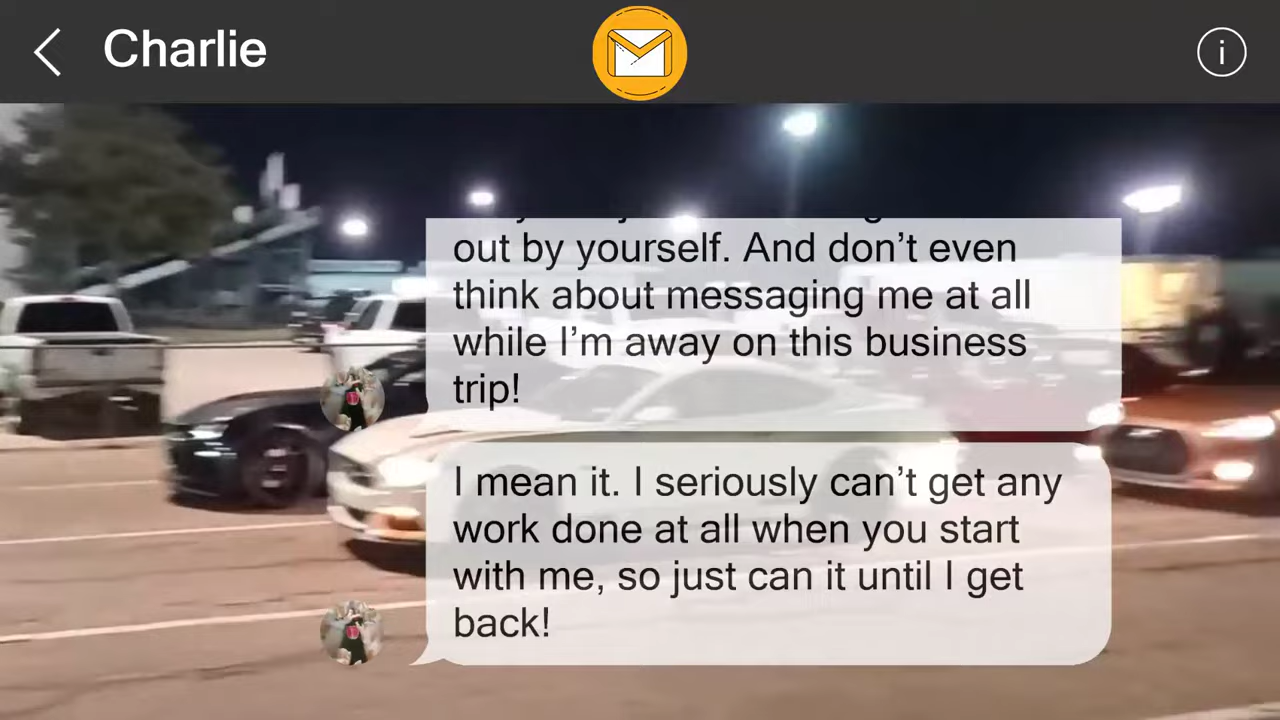 Charlie
out by yourself. And don’t even
think about messaging me at all
while I’m away on this business
trip!
I mean it. I seriously can’t get any
work done at all when you start
with me, so just can it until I get
back!